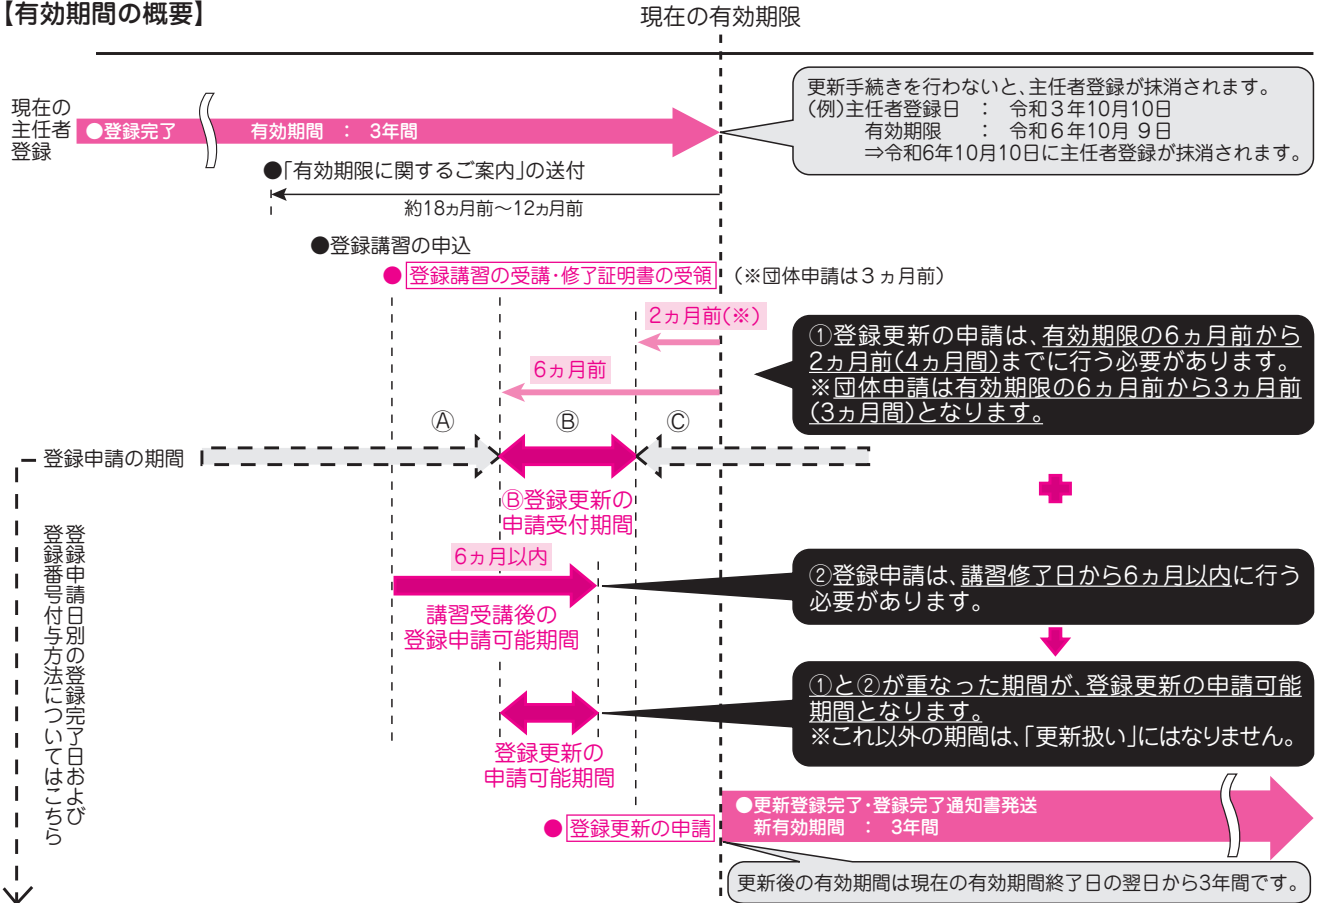 【有効期間の概要】
現在の有効期限
現在の
主任者
登録
●登録完了
有効期間 ： 3年間
更新手続きを行わないと、主任者登録が抹消されます。
(例)主任者登録日 ： 令和３年10月10日
有効期限 ： 令和６年10月 9日
⇒令和6年10月10日に主任者登録が抹消されます。
●「有効期限に関するご案内」の送付
約18ヵ月前～12ヵ月前
●登録講習の申込
●登録講習の受講・修了証明書の受領
(※団体申請は３ヵ月前)
2ヵ月前(※)
6ヵ月前
①登録更新の申請は、有効期限の6ヵ月前から
2ヵ月前(4ヵ月間)までに行う必要があります。
※団体申請は有効期限の6ヵ月前から3ヵ月前
(3ヵ月間)となります。
Ⓐ
Ⓑ
Ⓒ
登録申請の期間
Ⓑ登録更新の
申請受付期間
6ヵ月以内
講習受講後の
登録申請可能期間
②登録申請は、講習修了日から6ヵ月以内に行う
必要があります。
登録申請日別の登録完了日および
登録番号付与方法についてはこちら
①と②が重なった期間が、登録更新の申請可能
期間となります。
※これ以外の期間は、「更新扱い」にはなりません。
登録更新の
申請可能期間
●登録更新の申請
●更新登録完了・登録完了通知書発送
新有効期間 ： 3年間
更新後の有効期間は現在の有効期間終了日の翌日から3年間です。